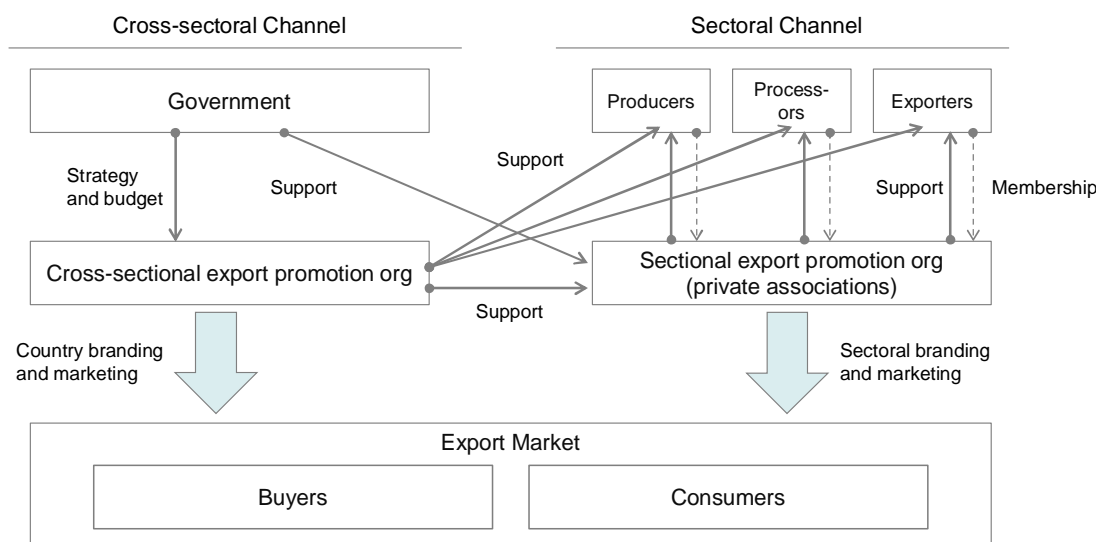 Cross-sectoral Channel
Sectoral Channel
Government
Producers
Process-
ors
Exporters
Strategy
and budget
Support
Support
Support
Membership
Cross-sectional export promotion org
Sectional export promotion org
(private associations)
Support
Country branding
and marketing
Sectoral branding
and marketing
Export Market
Buyers
Consumers